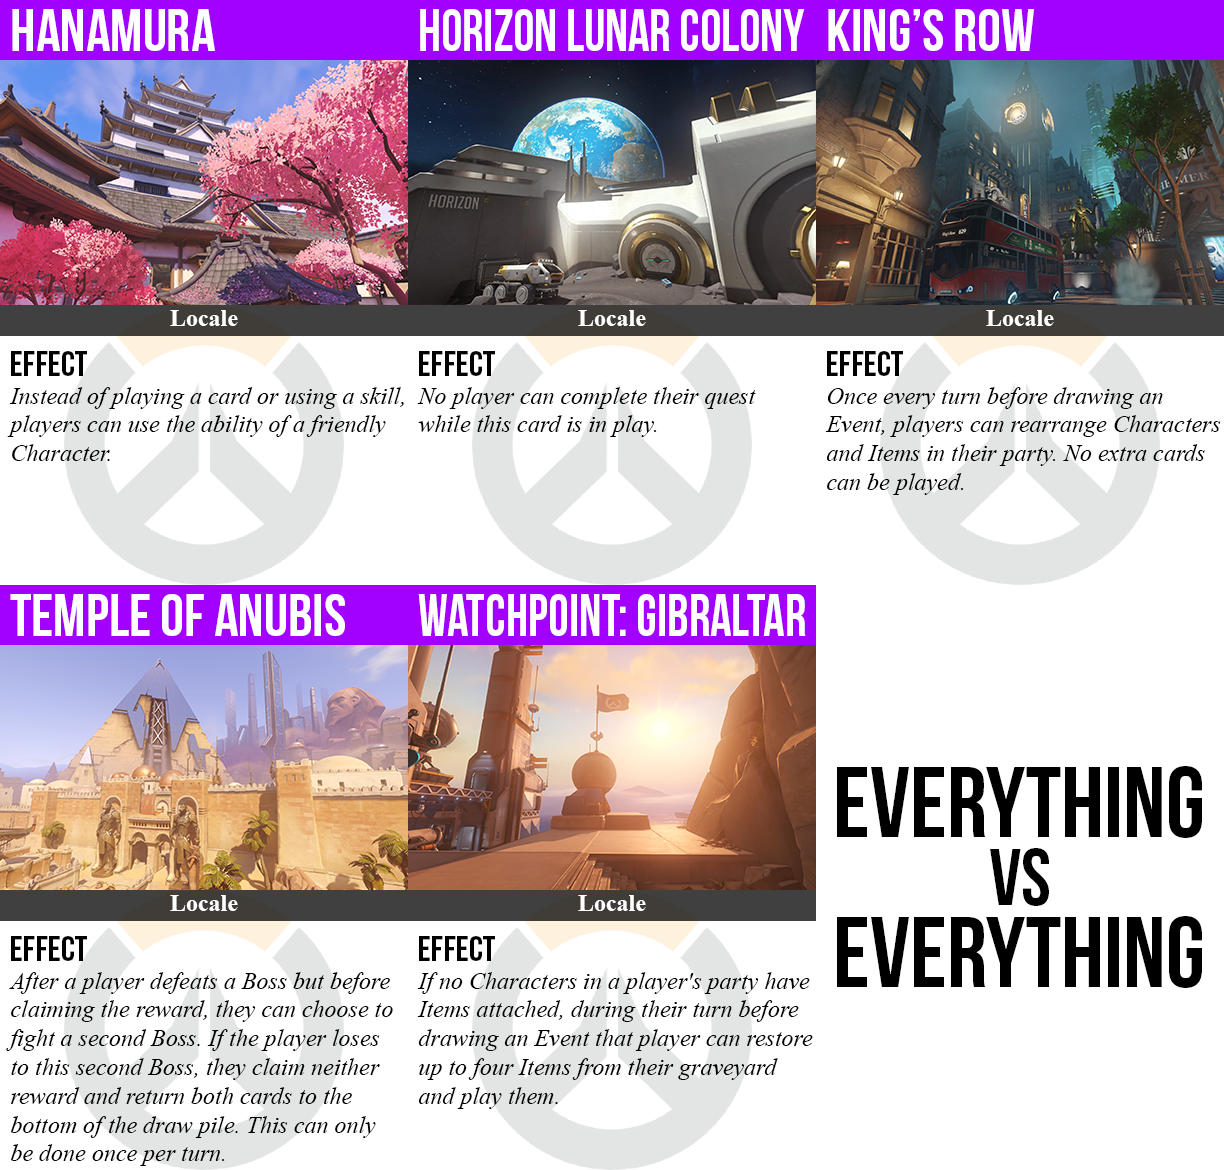 HANAMURA
HORIZON LUNAR COLONY
KING'S ROW
HORIZON
Locale
Locale
Locale
EFFECT
Instead of playing a card or using a skill,
players can use the ability of a friendly
Character.
EFFECT
No player can complete their quest
while this card is in play.
EFFECT
Once every turn before drawing an
Event, players can rearrange Characters
and Items in their party. No extra cards
can be played.
TEMPLE OF ANUBIS
WATCHPOINT: GIBRALTAR
Locale
Locale
EFFECT
After a player defeats a Boss but before
claiming the reward, they can choose to
fight a second Boss. If the player loses
to this second Boss, they claim neither
reward and return both cards to the
bottom of the draw pile. This can only
be done once per turn.
EFFECT
If no Characters in a player's party have
Items attached, during their turn before
drawing an Event that player can restore
up to four Items from their graveyard
and play them.
EVERYTHING
VS
EVERYTHING